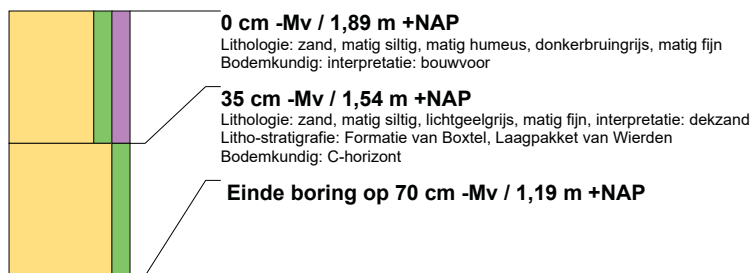 0 cm -Mv / 1,89 m +NAP
Lithologie: zand, matig siltig, matig humeus, donkerbruingrijs, matig fijn
Bodemkundig: interpretatie: bouwvoor
35 cm -Mv / 1,54 m +NAP
Lithologie: zand, matig siltig, lichtgeelgrijs, matig fijn, interpretatie: dekzand
Litho-stratigrafie: Formatie van Boxtel, Laagpakket van Wierden
Bodemkundig: C-horizont
Einde boring op 70 cm -Mv / 1,19 m +NAP